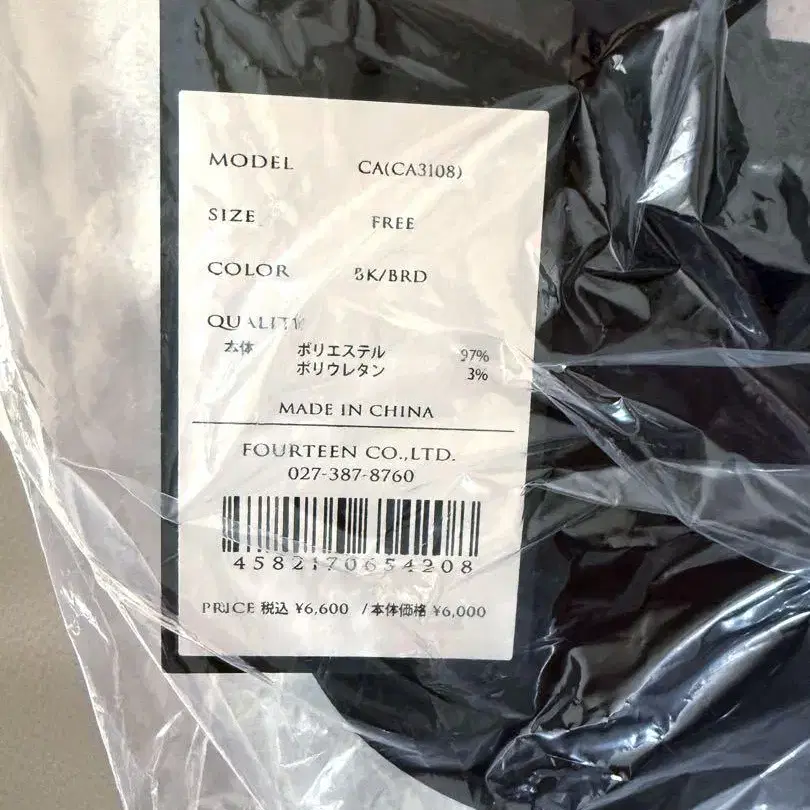 MODEL CA(CA3108)
SIZE FREE
COLOR BK/BRD
QUALITY
本体 ポリエステル 97%
ポリウレタン 3%
MADE IN CHINA
FOURTEEN CO.,LTD.
027-387-8760
4582170654208
PRICE 税込 ¥6,600 /本体価格 ¥6,000